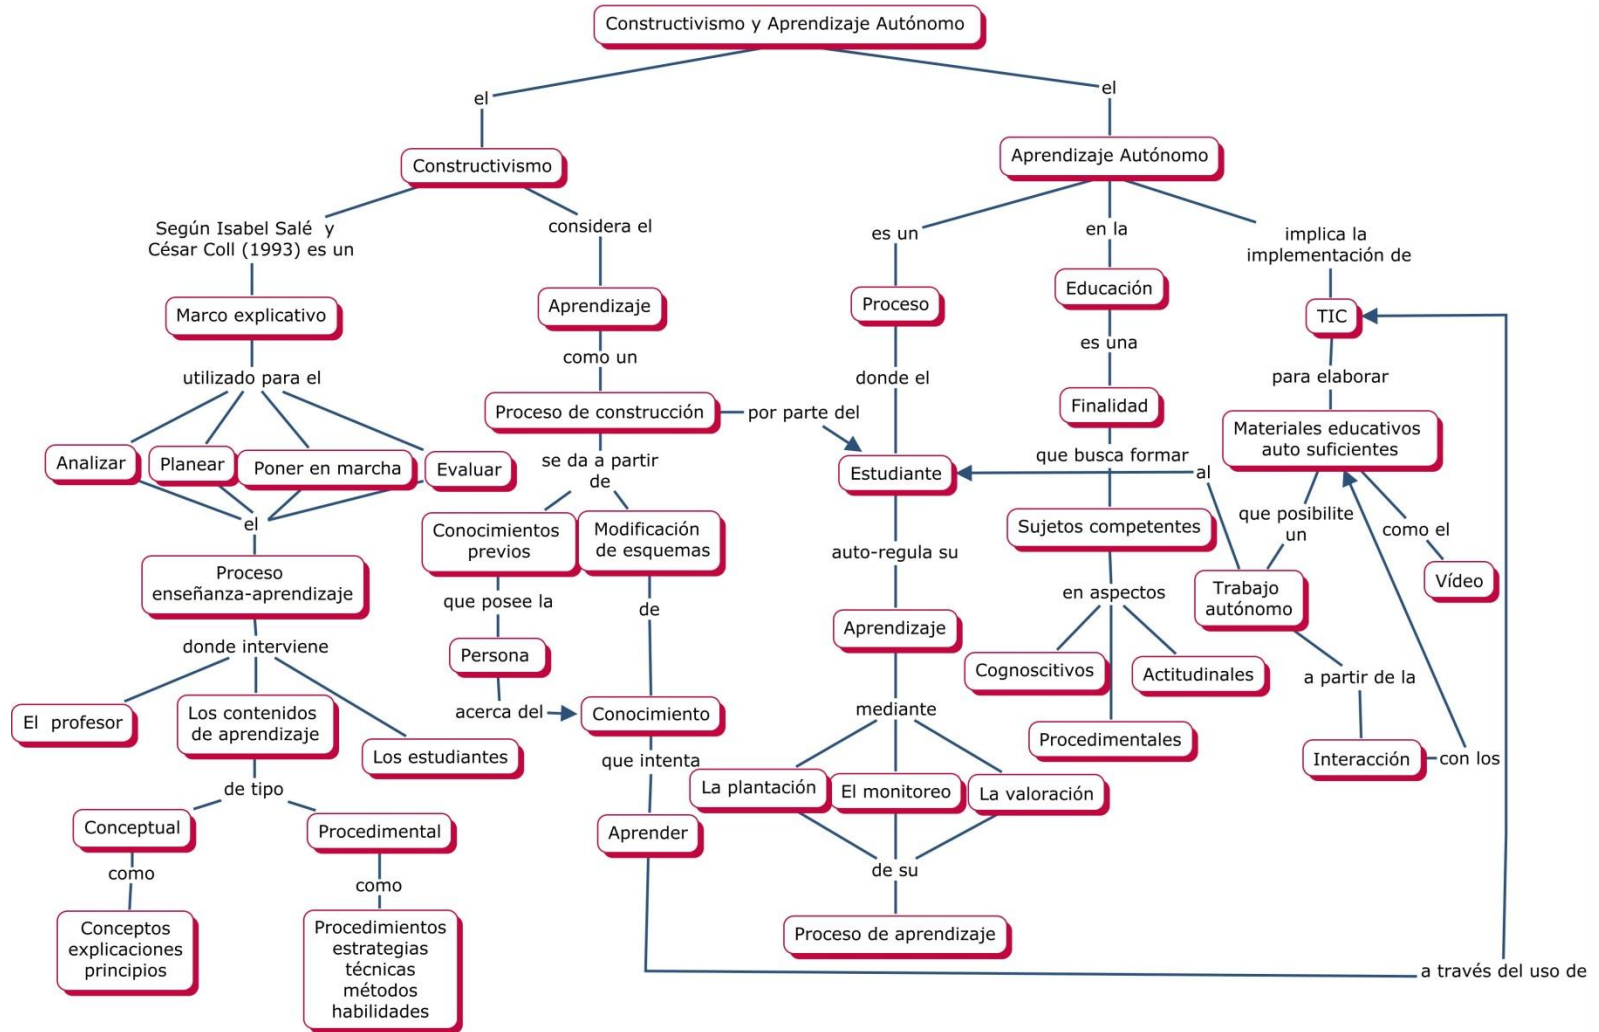 Constructivismo y Aprendizaje Autónomo
el
el
Constructivismo
Aprendizaje Autónomo
Según Isabel Salé y
César Coll (1993) es un
considera el
es un
en la
implica la
implementación de
Marco explicativo
Aprendizaje
Proceso
Educación
TIC
utilizado para el
como un
donde el
es una
para elaborar
Analizar
Planear
Poner en marcha
Evaluar
Proceso de construcción
por parte del
Estudiante
Finalidad
que busca formar
al
Materiales educativos
auto suficientes
el
se da a partir
de
Conocimientos
previos
Modificación
de esquemas
auto-regula su
Sujetos competentes
que posibilite
un
como el
Vídeo
Proceso
enseñanza-aprendizaje
que posee la
de
Aprendizaje
en aspectos
Trabajo
autónomo
donde interviene
Persona
Cognoscitivos
Actitudinales
a partir de la
El profesor
Los contenidos
de aprendizaje
Los estudiantes
acerca del
Conocimiento
mediante
Procedimentales
Interacción
con los
de tipo
que intenta
La plantación
El monitoreo
La valoración
Conceptual
Procedimental
Aprender
de su
como
como
Conceptos
explicaciones
principios
Procedimientos
estrategias
técnicas
métodos
habilidades
Proceso de aprendizaje
a través del uso de